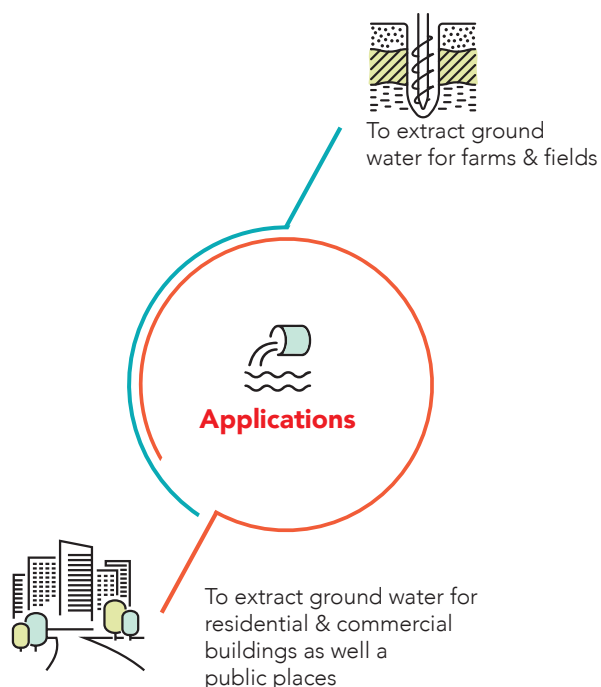 To extract ground
water for farms & fields
Applications
To extract ground water for
residential & commercial
buildings as well a
public places